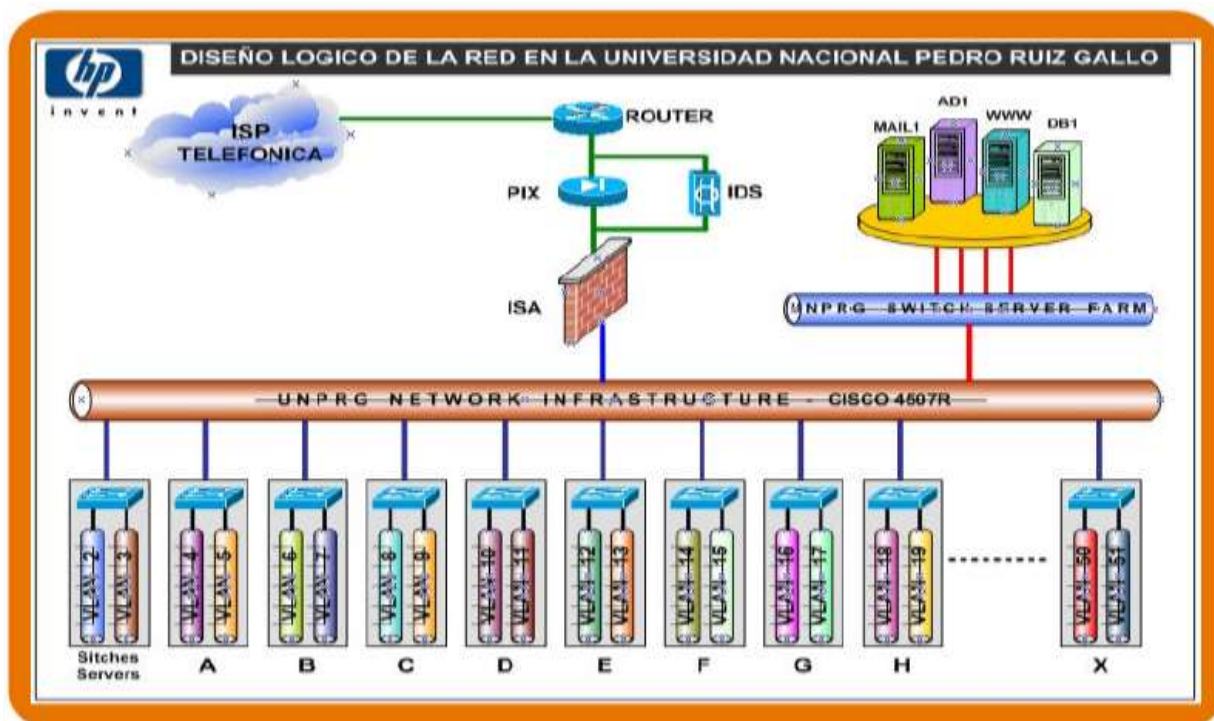 hp
invent
DISEÑO LOGICO DE LA RED EN LA UNIVERSIDAD NACIONAL PEDRO RUIZ GALLO
ISP
TELEFONICA
ROUTER
PIX
IDS
ISA
MAIL1
AD1
WWW
DB1
UNPRG SWITCH SERVER FARM
UNPRG NETWORK INFRASTRUCTURE - CISCO 4507R
VLAN 2
VLAN 3
VLAN 4
VLAN 5
VLAN 6
VLAN 7
VLAN 8
VLAN 9
VLAN 10
VLAN 11
VLAN 12
VLAN 13
VLAN 14
VLAN 15
VLAN 16
VLAN 17
VLAN 18
VLAN 19
VLAN 50
VLAN 51
Sitches
Servers
A
B
C
D
E
F
G
H
X